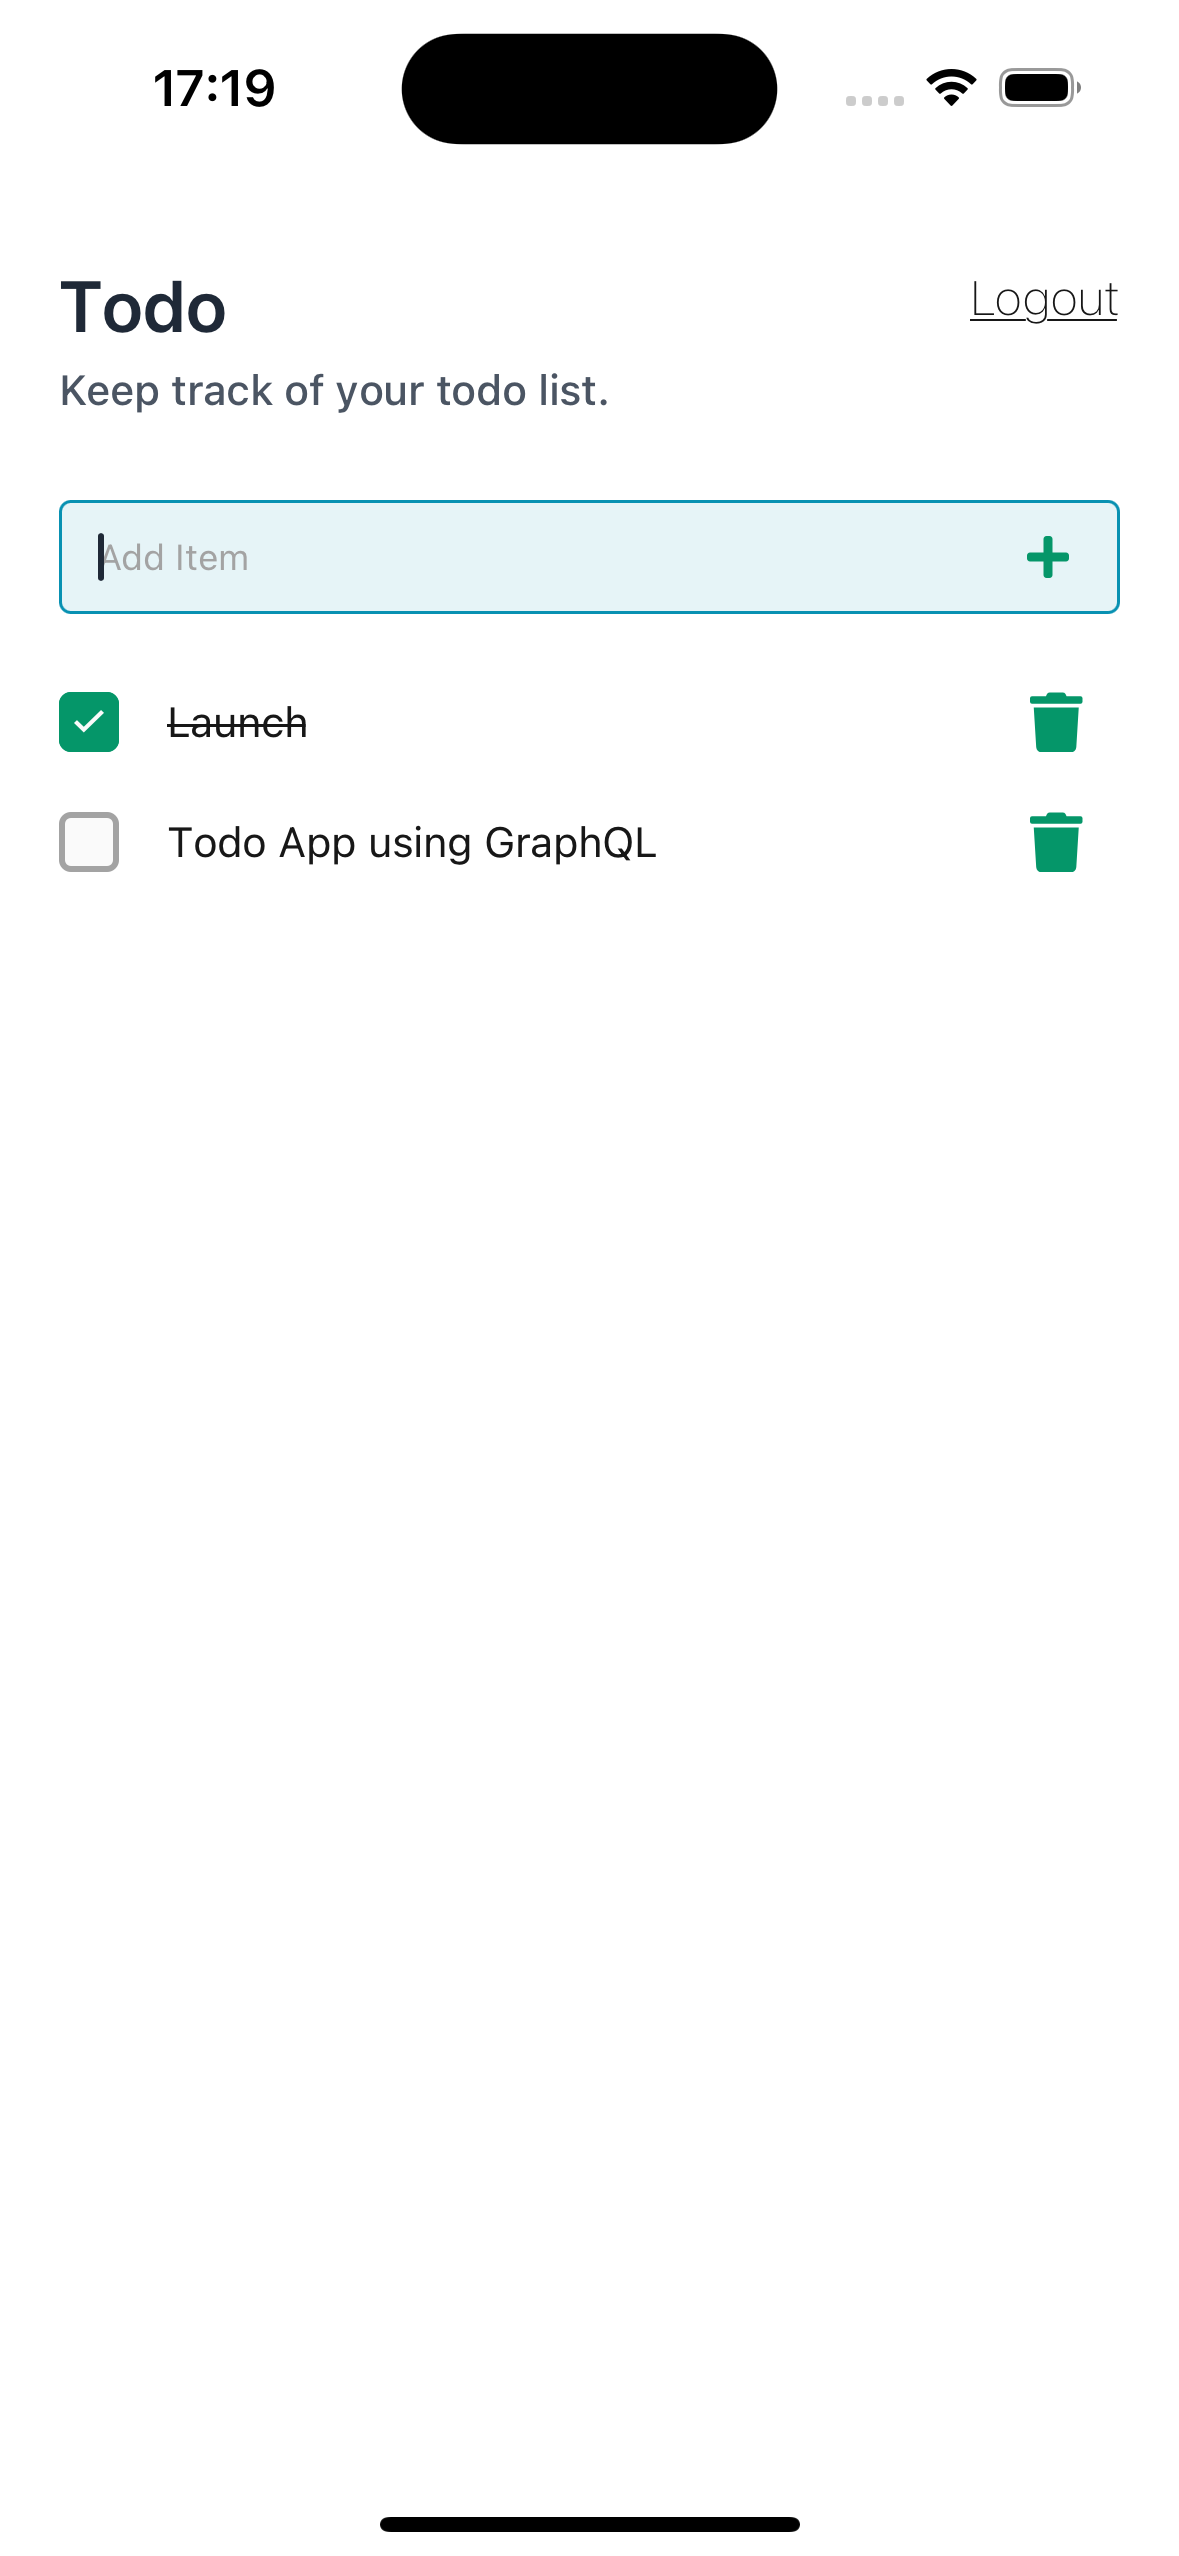 17:19
Todo
Logout
Keep track of your todo list.
Add Item
Launch
Todo App using GraphQL